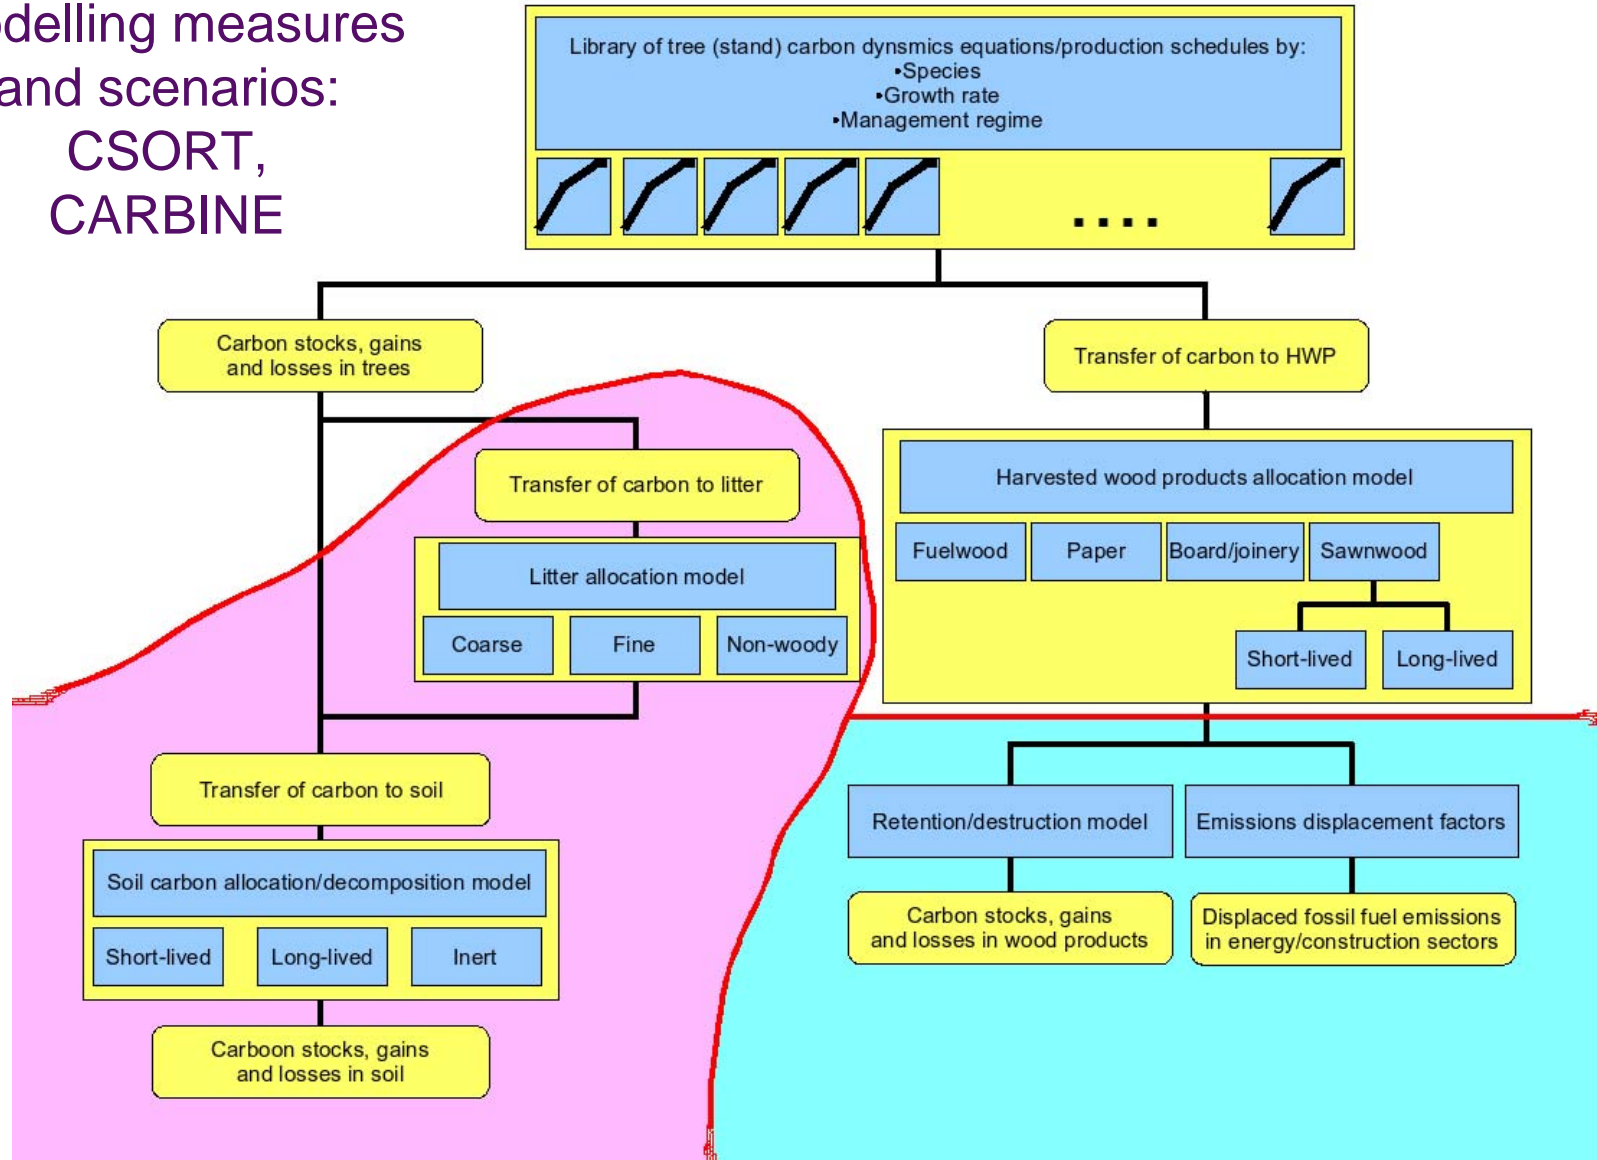 odelling measures
and scenarios:
CSORT,
CARBINE
Library of tree (stand) carbon dynsmics equations/production schedules by:
•Species
•Growth rate
•Management regime
....
Carbon stocks, gains
and losses in trees
Transfer of carbon to HWP
Transfer of carbon to litter
Litter allocation model
Coarse
Fine
Non-woody
Harvested wood products allocation model
Fuelwood
Paper
Board/joinery
Sawnwood
Short-lived
Long-lived
Transfer of carbon to soil
Soil carbon allocation/decomposition model
Short-lived
Long-lived
Inert
Carboon stocks, gains
and losses in soil
Retention/destruction model
Emissions displacement factors
Carbon stocks, gains
and losses in wood products
Displaced fossil fuel emissions
in energy/construction sectors